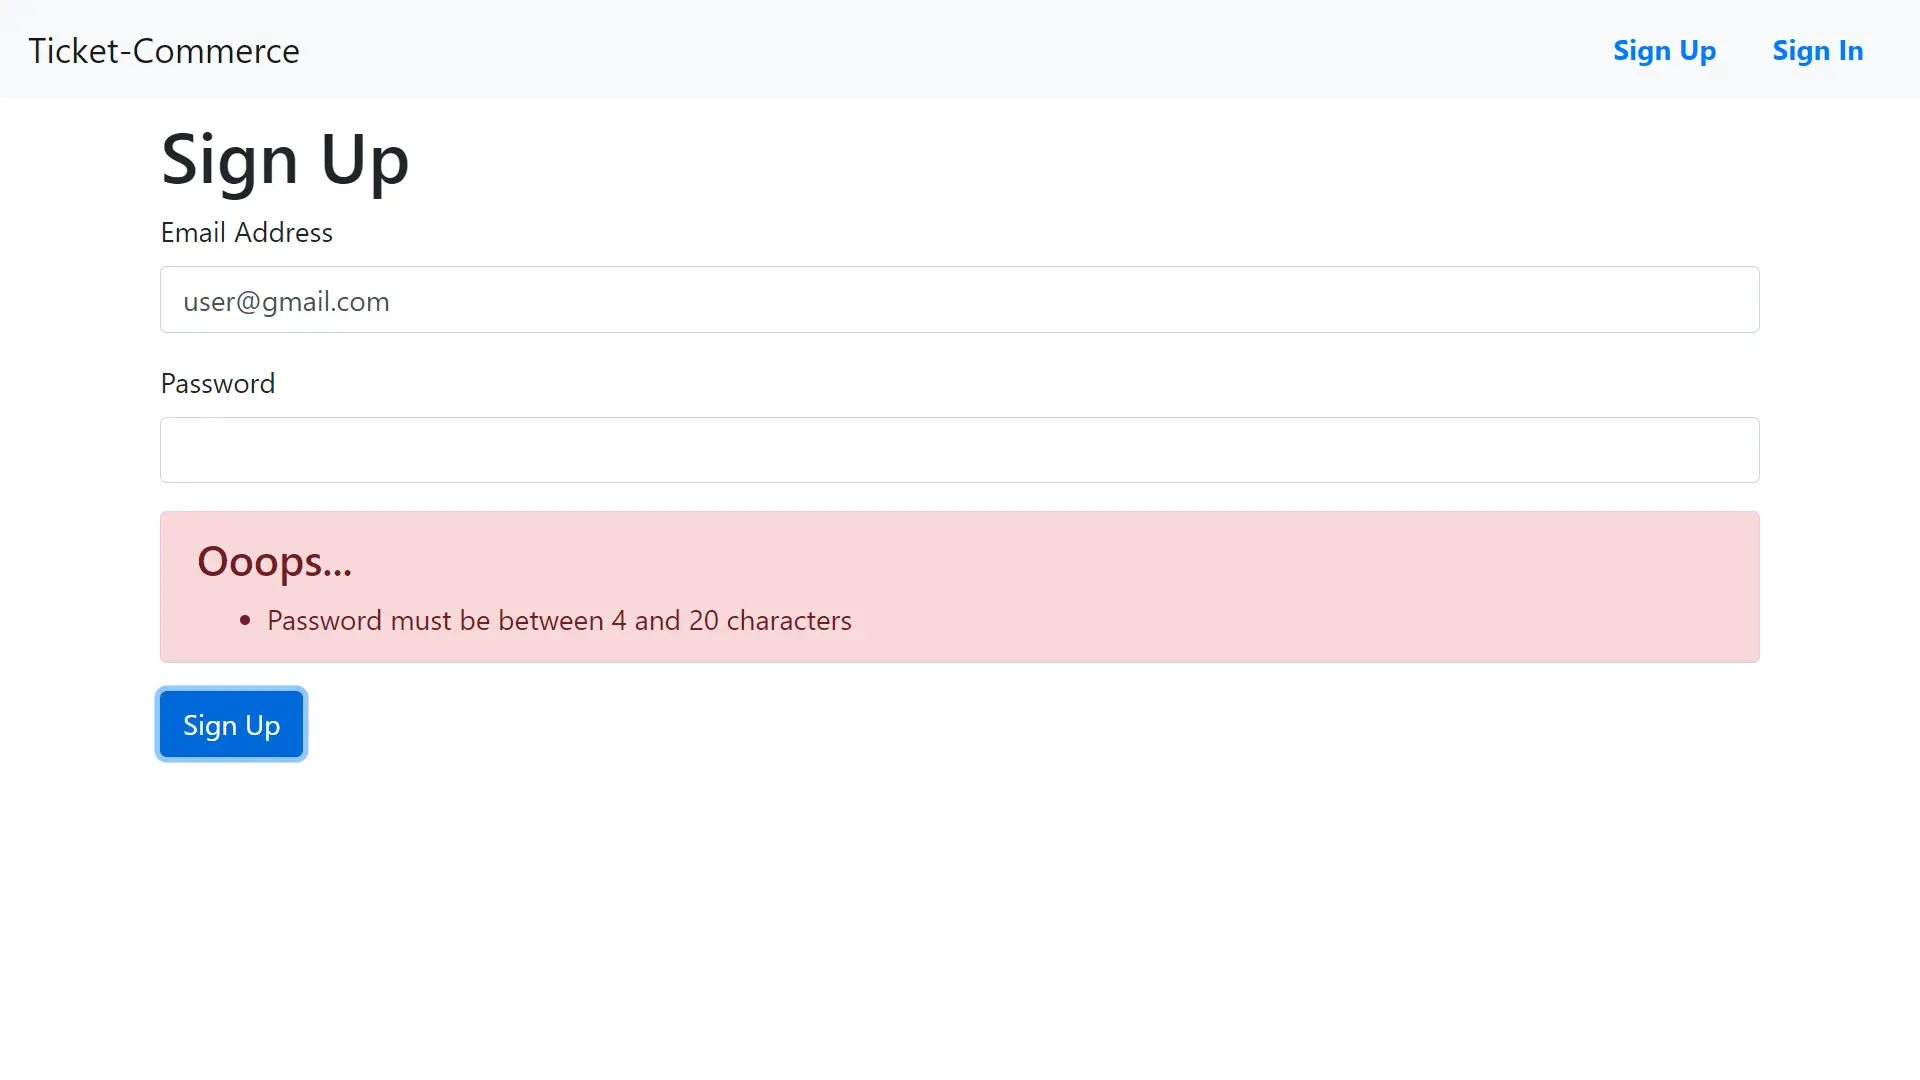 Ticket-Commerce
Sign Up
Sign In
Sign Up
Email Address
user@gmail.com
Password
Ooops...
• Password must be between 4 and 20 characters
Sign Up